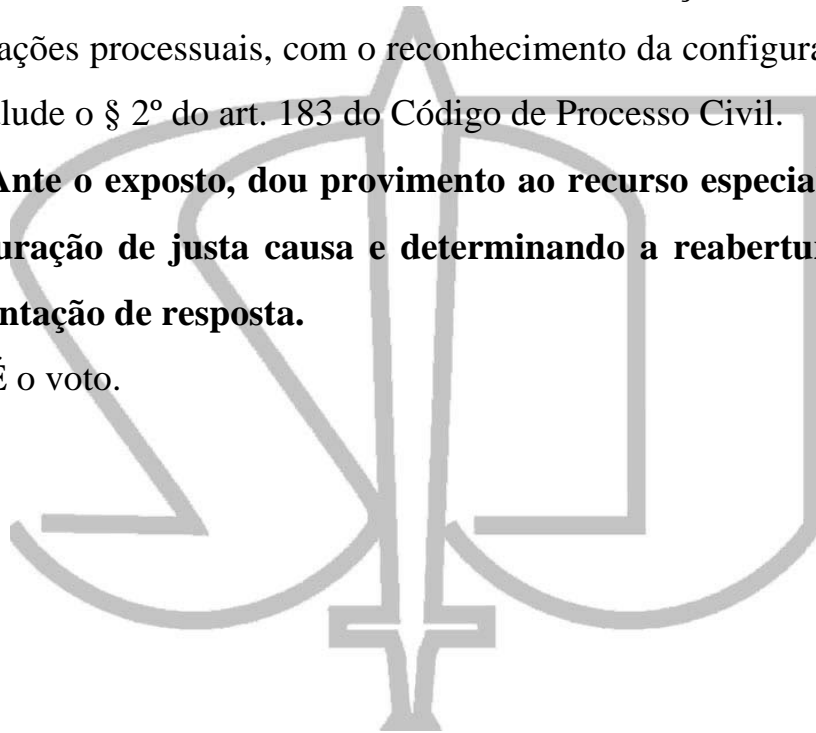 ações processuais, com o reconhecimento da configura
lude o § 2º do art. 183 do Código de Processo Civil.
Ante o exposto, dou provimento ao recurso especia
uração de justa causa e determinando a reabertu
ntação de resposta.
É o voto.